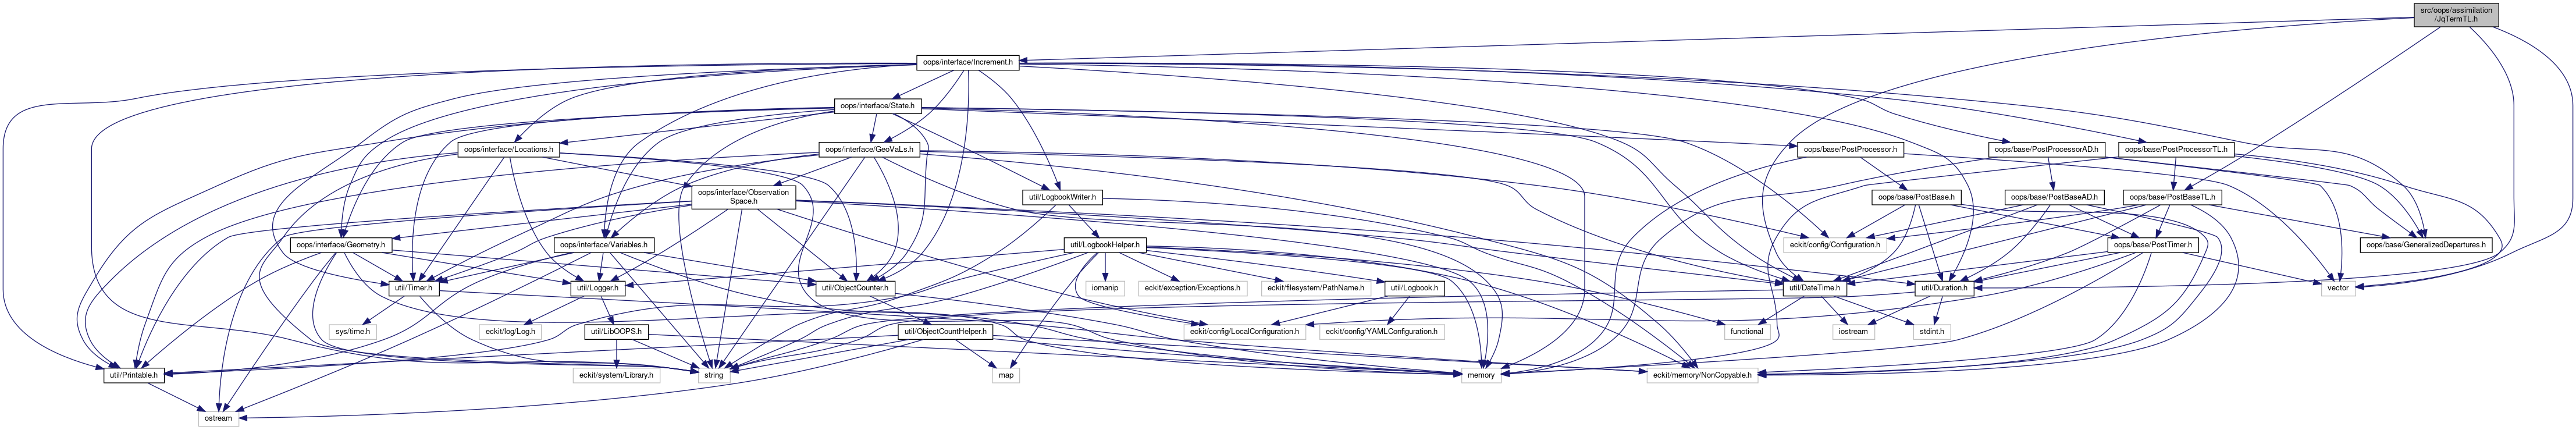 src/oops/assimilation
/JqTermTL.h
oops/interface/Increment.h
oops/interface/State.h
oops/interface/Locations.h
oops/interface/GeoVaLs.h
oops/base/PostProcessor.h
oops/base/PostProcessorAD.h
oops/base/PostProcessorTL.h
oops/interface/Observation
Space.h
util/LogbookWriter.h
oops/base/PostBase.h
oops/base/PostBaseAD.h
oops/base/PostBaseTL.h
oops/interface/Geometry.h
oops/interface/Variables.h
util/LogbookHelper.h
eckit/config/Configuration.h
oops/base/PostTimer.h
oops/base/GeneralizedDepartures.h
util/Timer.h
util/Logger.h
util/ObjectCounter.h
iomanip
eckit/exception/Exceptions.h
eckit/filesystem/PathName.h
util/Logbook.h
util/DateTime.h
util/Duration.h
vector
sys/time.h
eckit/log/Log.h
util/LibOOPS.h
util/ObjectCountHelper.h
eckit/config/LocalConfiguration.h
eckit/config/YAMLConfiguration.h
functional
iostream
stdint.h
util/Printable.h
eckit/system/Library.h
string
map
memory
eckit/memory/NonCopyable.h
ostream